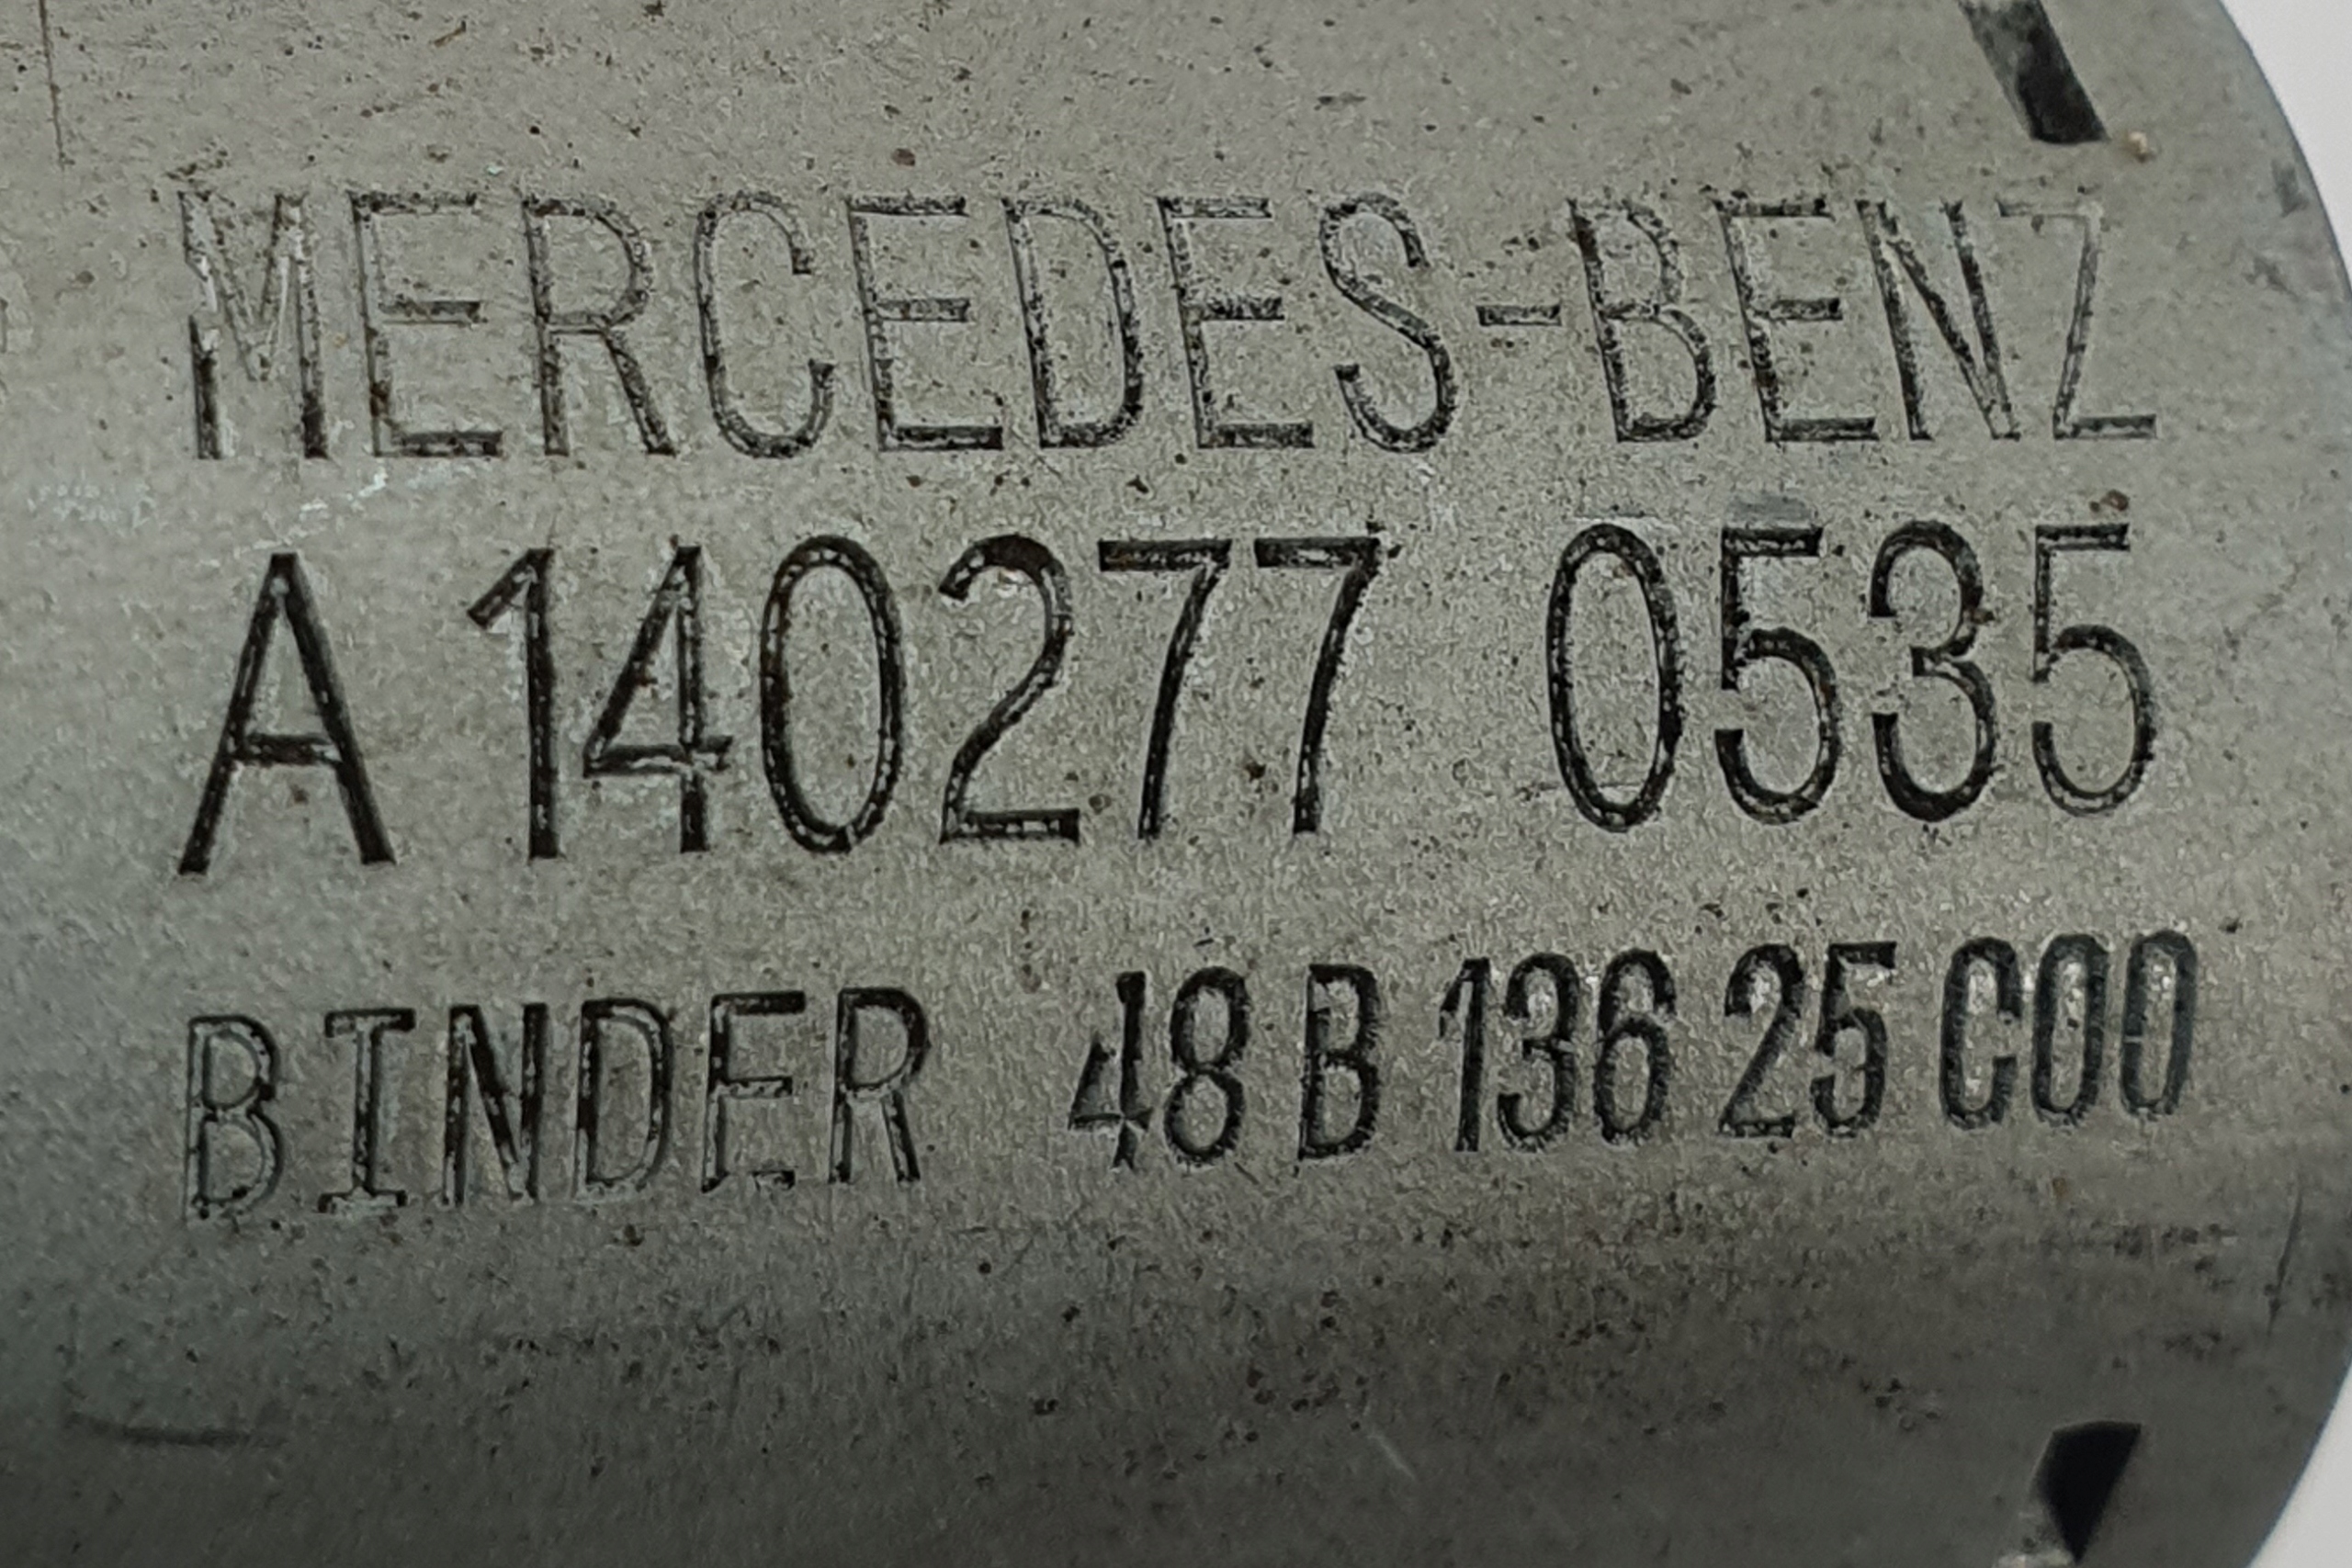 MERCEDES-BENZ
A 140277 0535
BINDER 48 B 136 25 C00